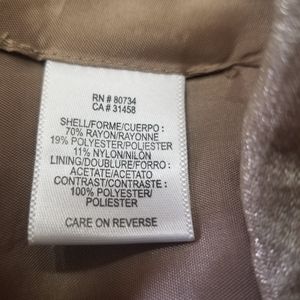 RN # 80734
CA # 31458
SHELL/FORME/CUERPO :
70% RAYON/RAYONNE
19% POLYESTER/POLIESTER
11% NYLON/NILÓN
LINING/DOUBLURE/FORRO :
ACETATE/ACETATO
CONTRAST/CONTRASTE :
100% POLYESTER/
POLIESTER
CARE ON REVERSE